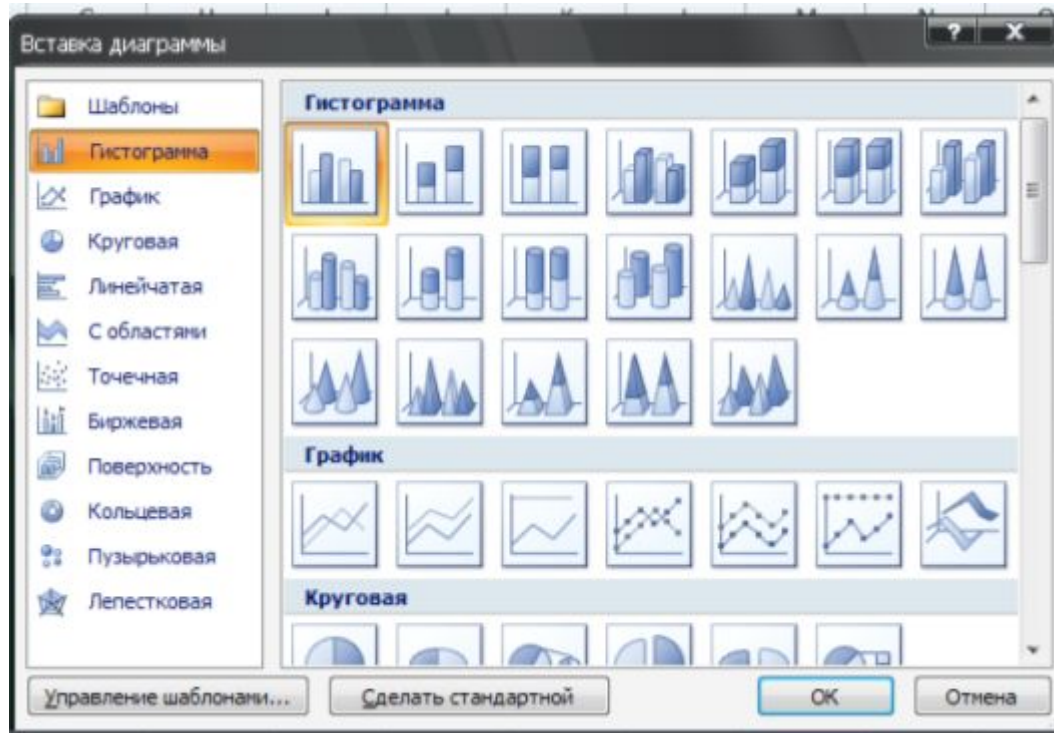 Вставка диаграммы
?
X
Шаблоны
Гистограмма
График
Круговая
Линейчатая
С областями
Точечная
Биржевая
Поверхность
Кольцевая
Пузырьковая
Лепестковая
Гистограмма
График
Круговая
Управление шаблонами...
Сделать стандартной
OK
Отмена